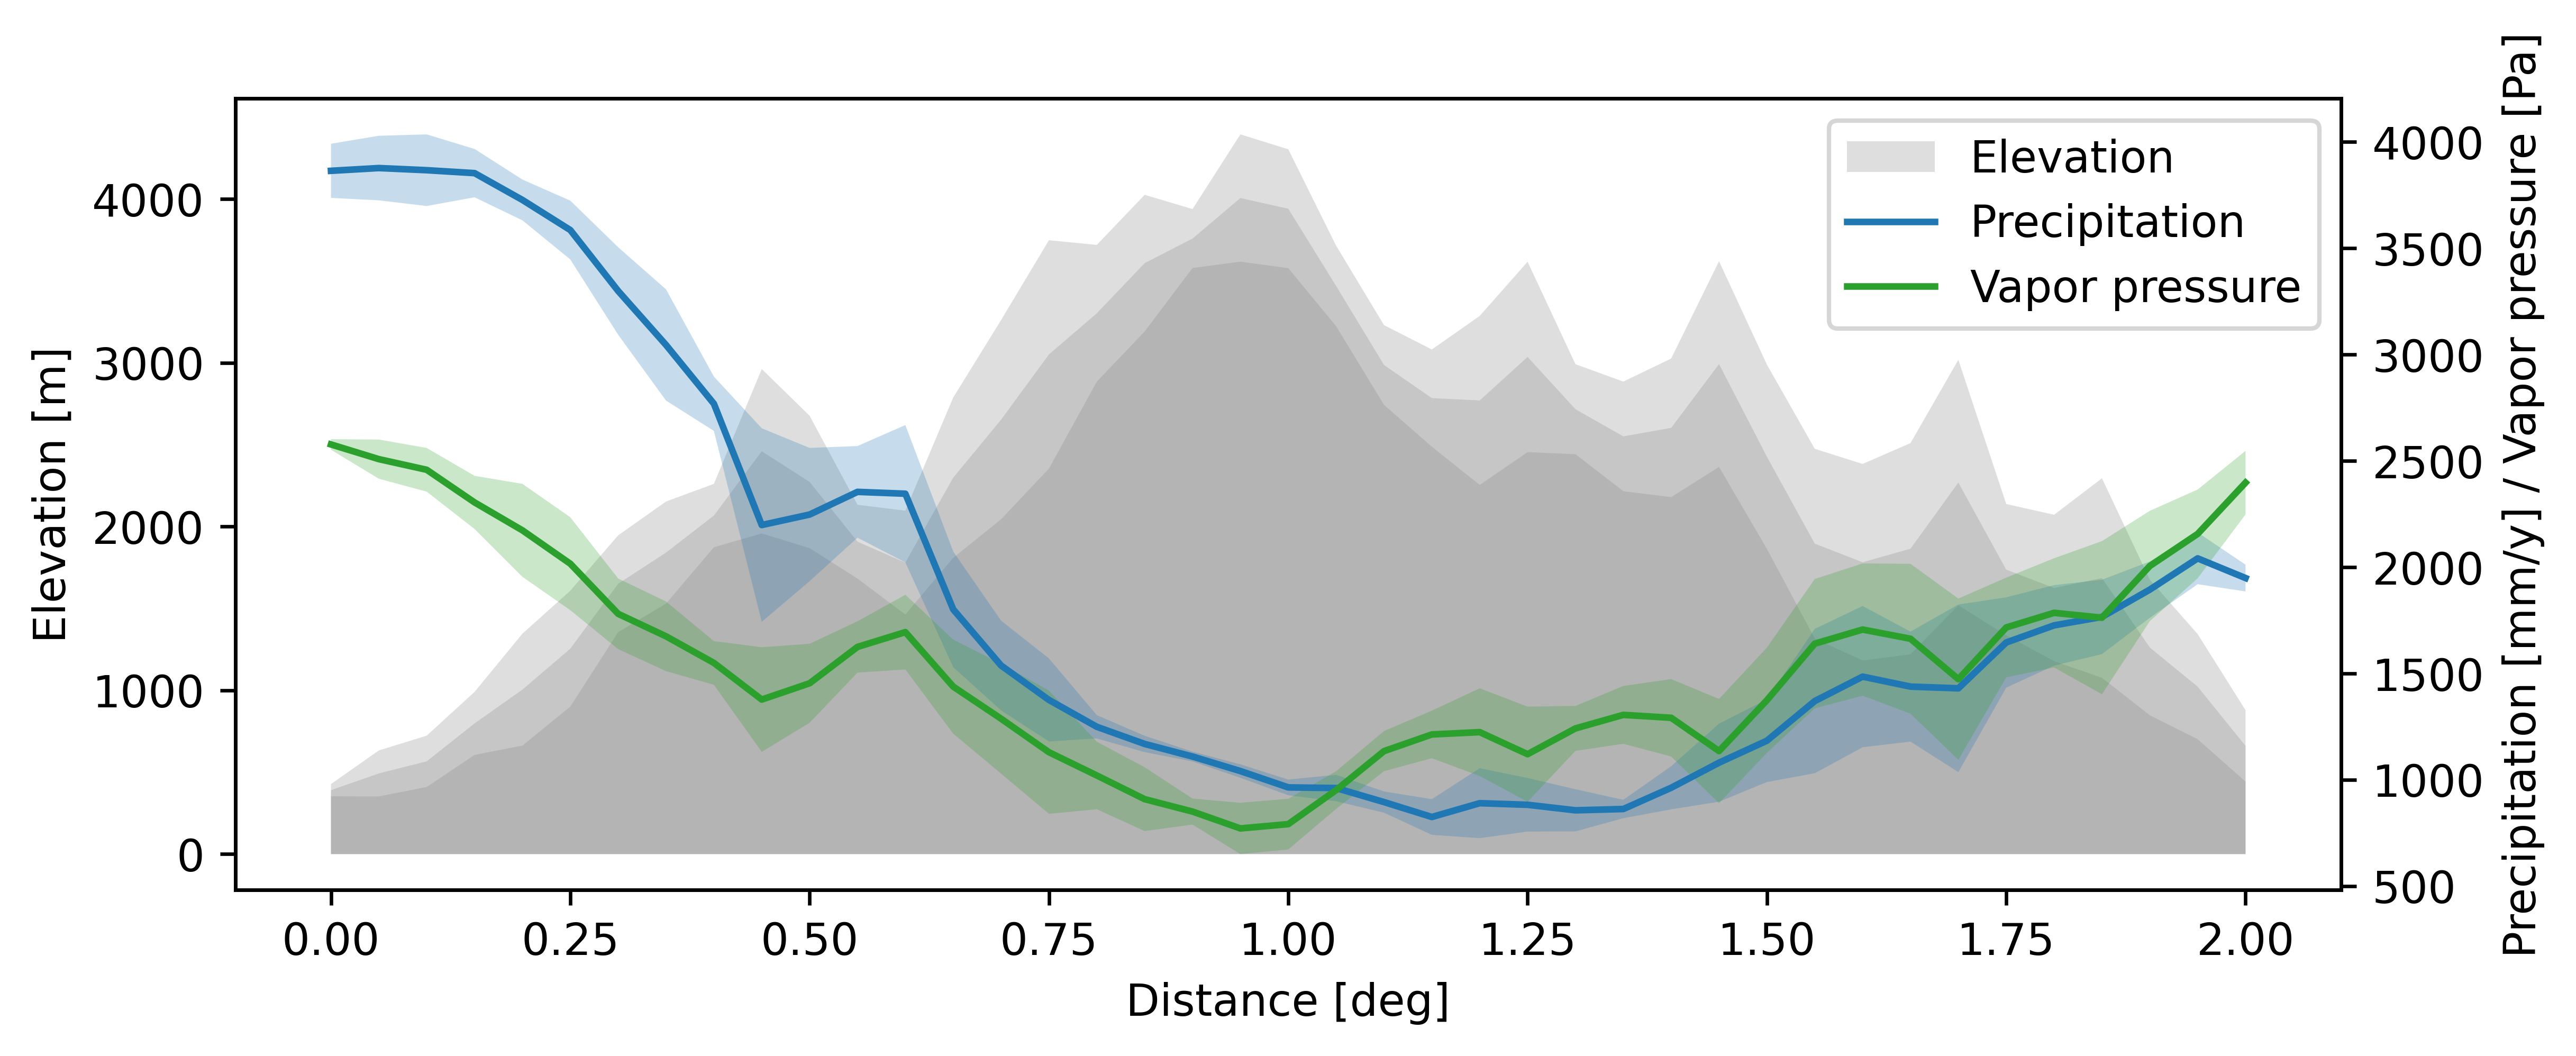 Elevation
Precipitation
Vapor pressure
Elevation [m]
4000
3000
2000
1000
0
Precipitation [mm/y] / Vapor pressure [Pa]
4000
3500
3000
2500
2000
1500
1000
500
0.00 0.25 0.50 0.75 1.00 1.25 1.50 1.75 2.00
Distance [deg]